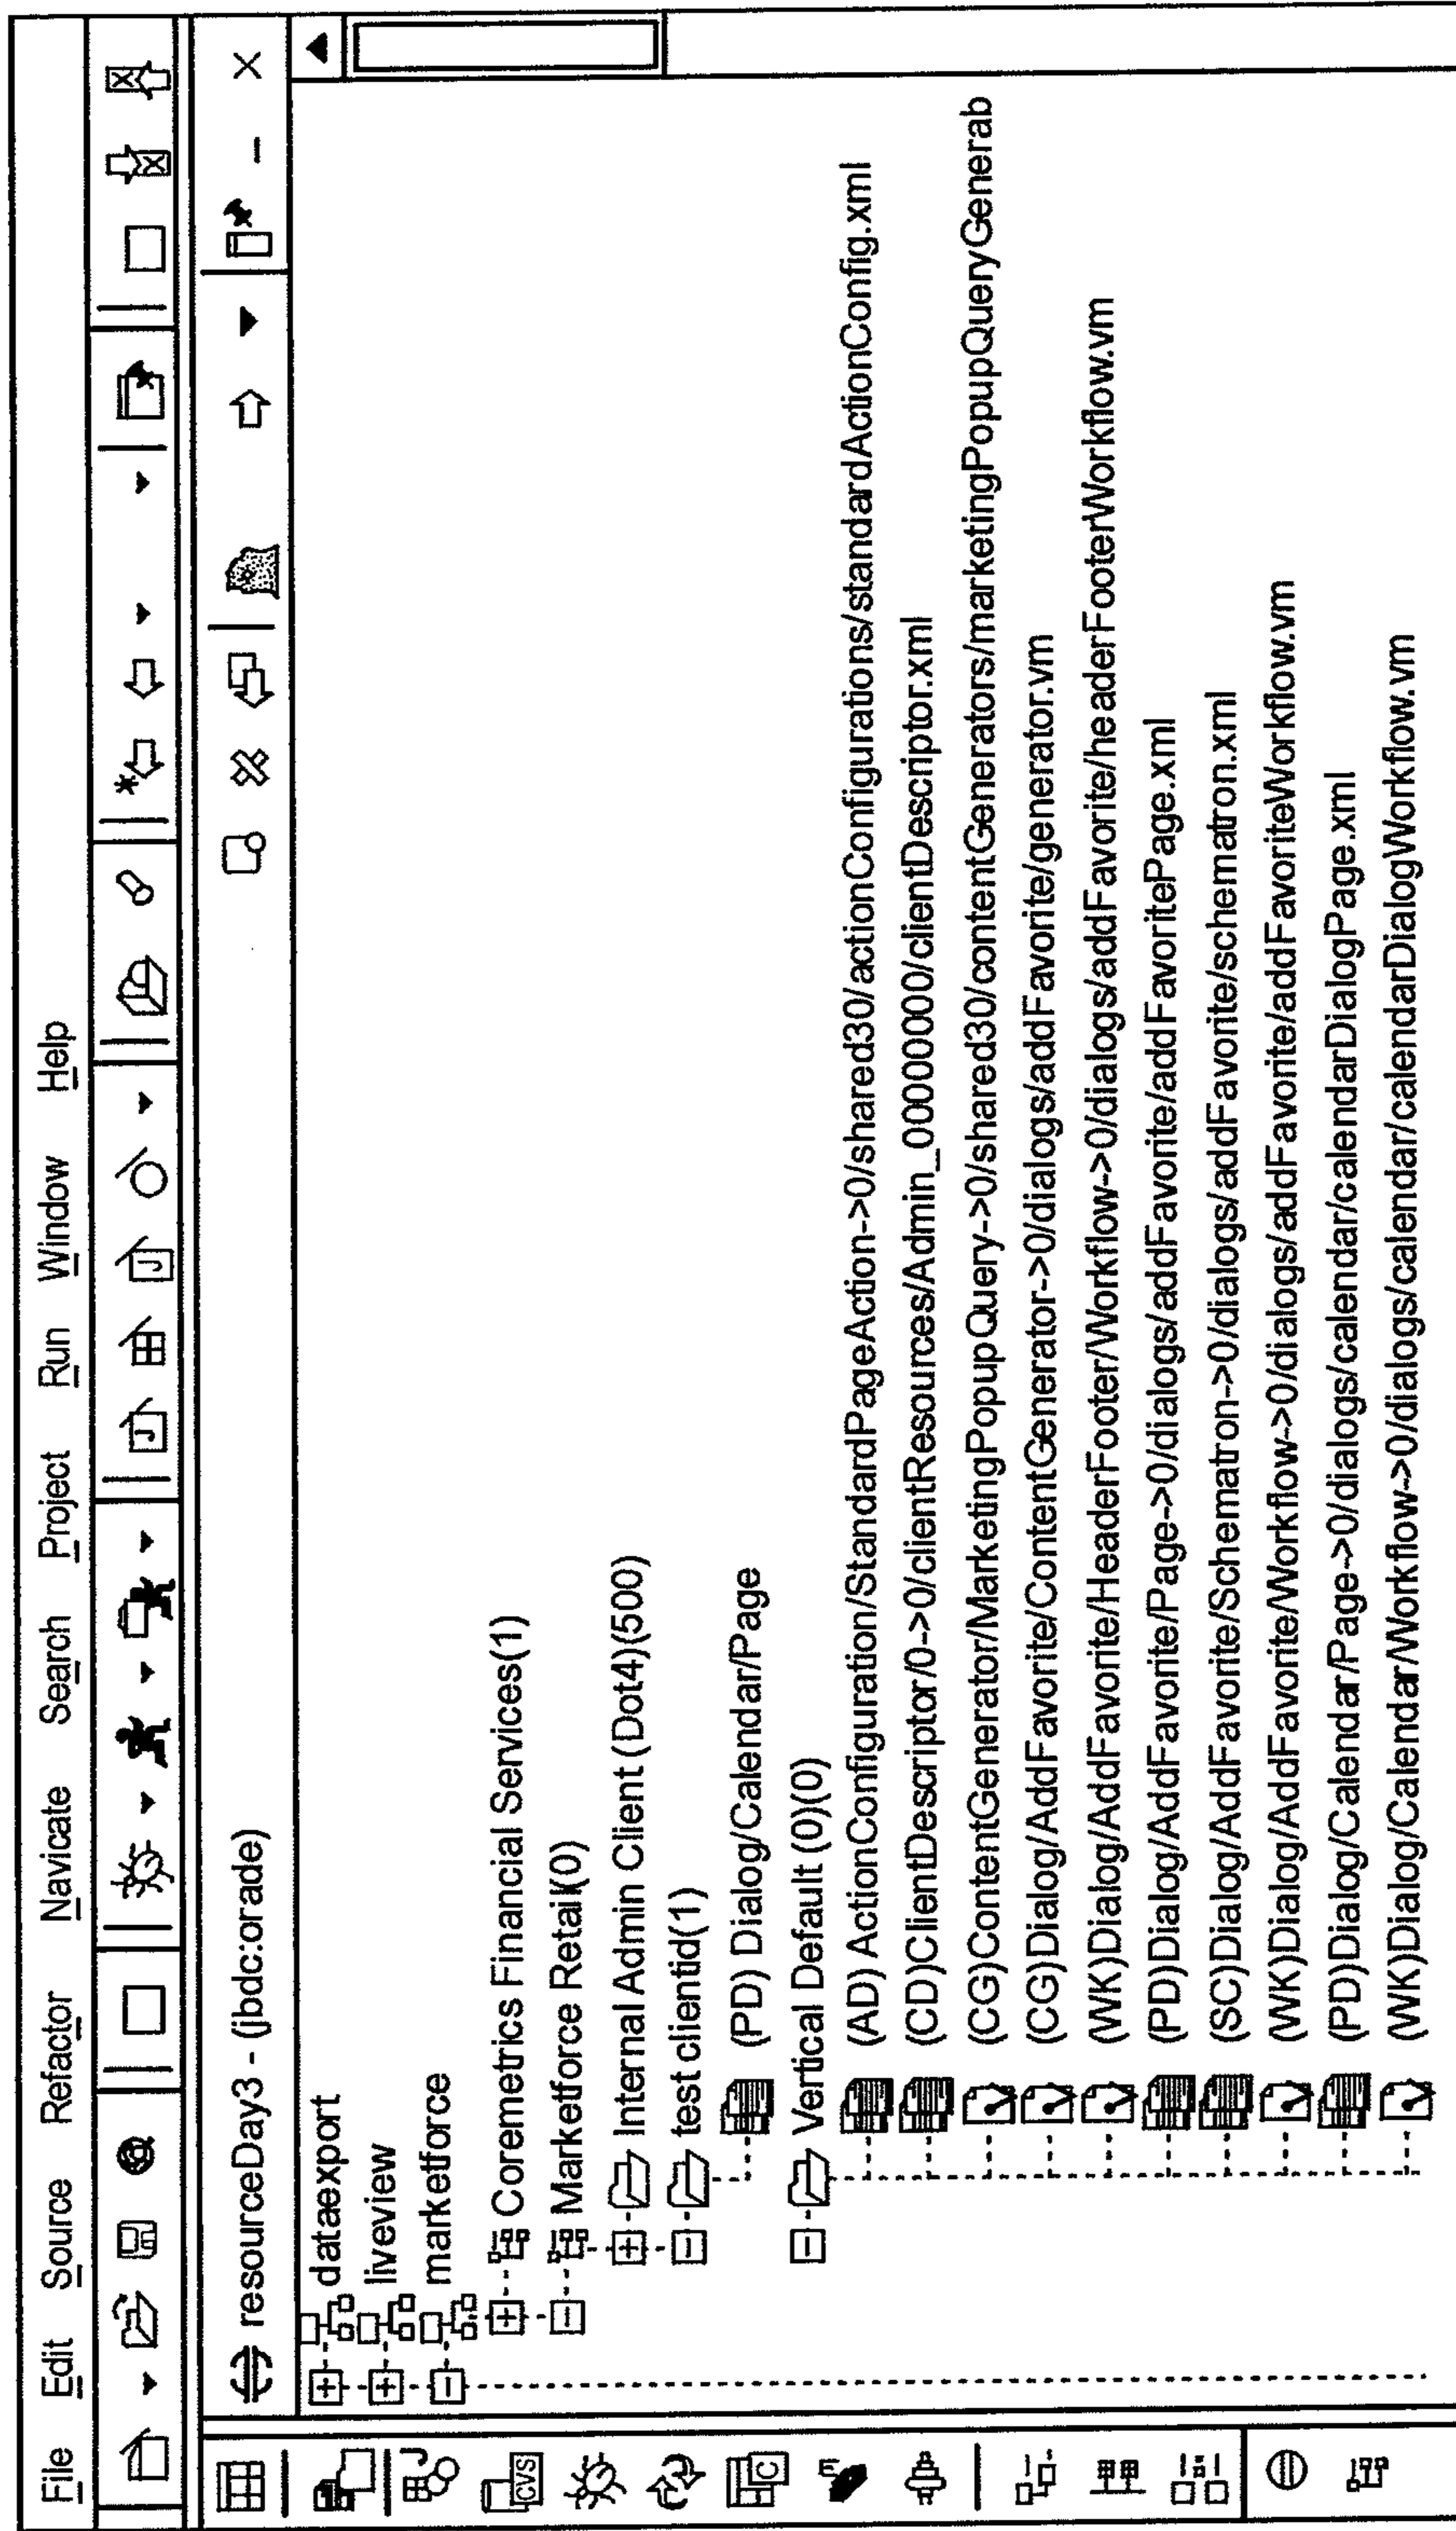 File Edit Source Refactor Navicate Search Project Run Window Help
resourceDay3 - (jbdc:orade)
dataexport
liveview
marketforce
Coremetrics Financial Services(1)
Marketforce Retail(0)
Internal Admin Client (Dot4)(500)
test clientid(1)
(PD) Dialog/Calendar/Page
Vertical Default (0)(0)
(AD) ActionConfiguration/StandardPageAction->0/shared30/actionConfigurations/standardActionConfig.xml
(CD)ClientDescriptor/0->0/clientResources/Admin_00000000/clientDescriptor.xml
(CG)ContentGenerator/MarketingPopupQuery->0/shared30/contentGenerators/marketingPopupQueryGenerab
(CG)Dialog/AddFavorite/ContentGenerator->0/dialogs/addFavorite/generator.vm
(WK)Dialog/AddFavorite/HeaderFooter/Workflow->0/dialogs/addFavorite/headerFooterWorkflow.vm
(PD)Dialog/AddFavorite/Page->0/dialogs/addFavorite/addFavoritePage.xml
(SC)Dialog/AddFavorite/Schematron->0/dialogs/addFavorite/schematron.xml
(WK)Dialog/AddFavorite/Workflow->0/dialogs/addFavorite/addFavoriteWorkflow.vm
(PD)Dialog/Calendar/Page->0/dialogs/calendar/calendarDialogPage.xml
(WK)Dialog/Calendar/Workflow->0/dialogs/calendar/calendarDialogWorkflow.vm
J
J
J
CVS
C
E